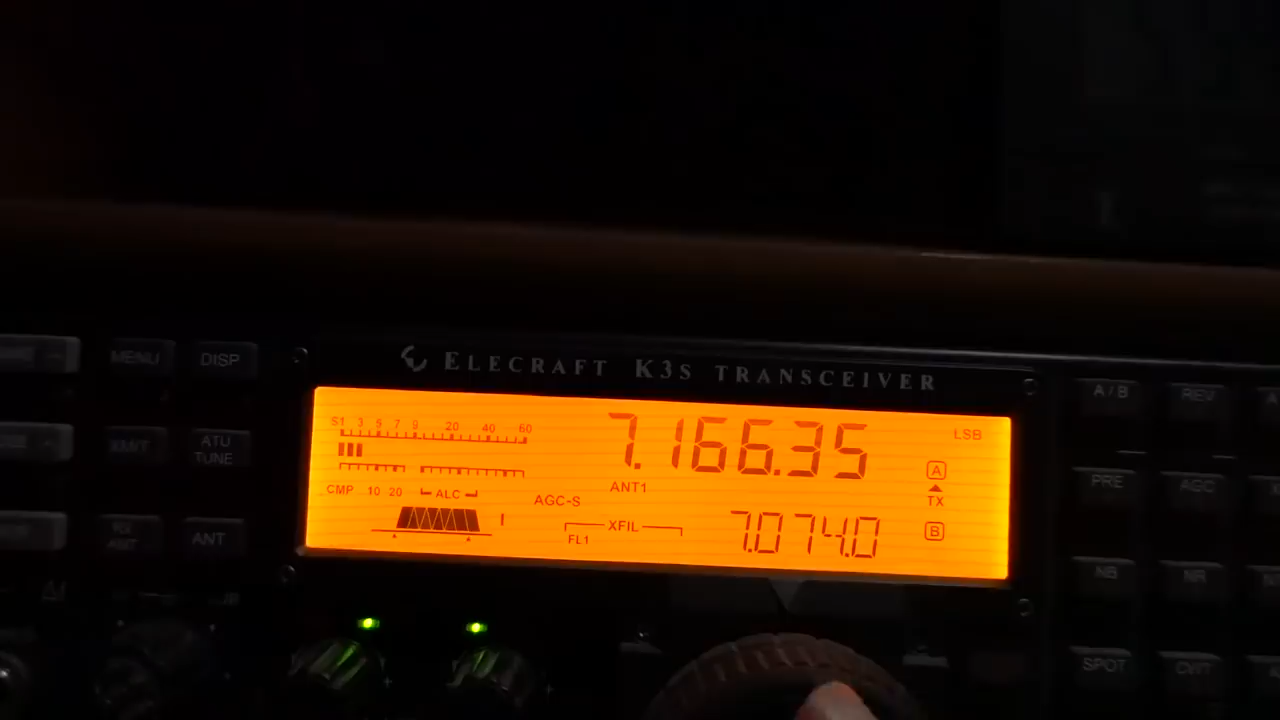 ELECRAFT K3S TRANSCEIVER
MENU
DISP
XMIT
ATU TUNE
ANT
S1 3 5 7 9 20 40 60
7.166.35
LSB
CMP 10 20 ALC
AGC-S
ANT1
A
TX
XFIL
FL1
7.074.0
B
A/B
REV
PRE
AGC
NB
NR
SPOT
CWT